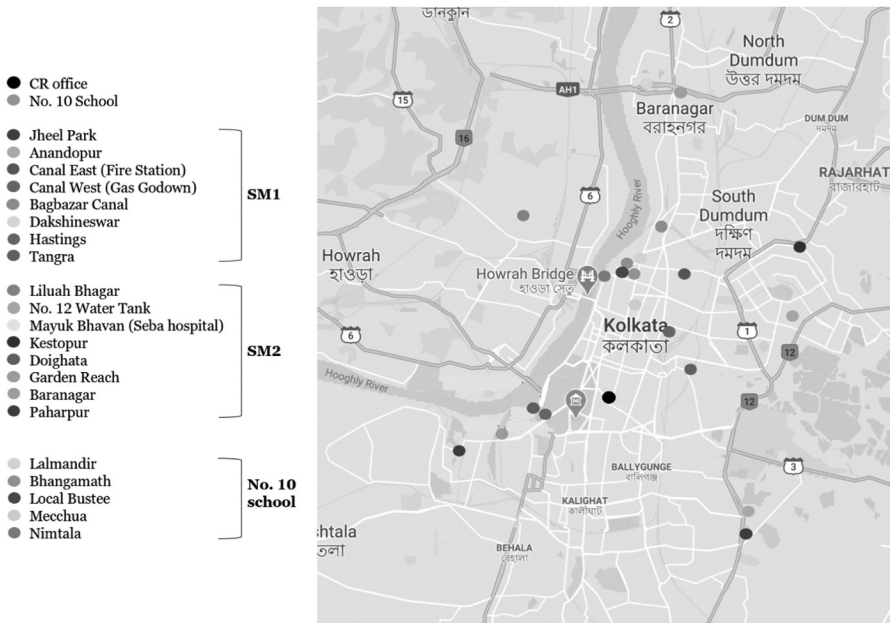 CR office
No. 10 School
Jheel Park
Anandopur
Canal East (Fire Station)
Canal West (Gas Godown)
Bagbazar Canal
Dakshineswar
Hastings
Tangra
SM1
Liluah Bhagar
No. 12 Water Tank
Mayuk Bhavan (Seba hospital)
Kestopur
Doighata
Garden Reach
Baranagar
Paharpur
SM2
Lalmandir
Bhangamath
Local Bustee
Mecchua
Nimtala
No. 10
school
ডানকুনি
2
North
Dumdum
উত্তর দমদম
15
AH1
Baranagar
বরাহনগর
DUM DUM
দমদম
16
RAJARHAT
রাজারহাট
6
Hooghly River
South
Dumdum
দক্ষিণ
দমদম
Howrah
হাওড়া
Howrah Bridge
হাওড়া সেতু
Kolkata
কলকাতা
1
6
12
Hooghly River
12
BALLYGUNGE
বালিগঞ্জ
3
KALIGHAT
কালীঘাট
shtala
তলা
BEHALA
বেহালা